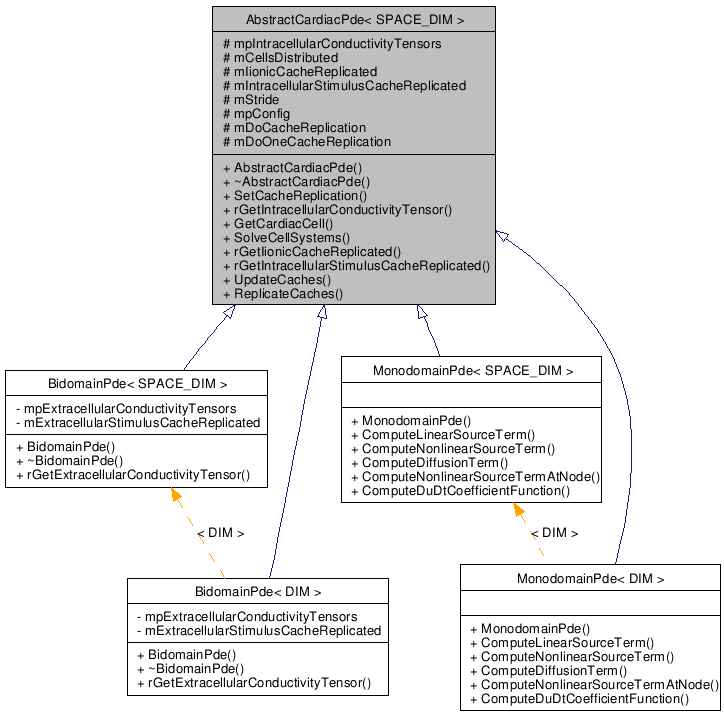 AbstractCardiacPde< SPACE_DIM >
# mpIntracellularConductivityTensors
# mCellsDistributed
# mIionicCacheReplicated
# mIntracellularStimulusCacheReplicated
# mStride
# mpConfig
# mDoCacheReplication
# mDoOneCacheReplication
+ AbstractCardiacPde()
+ ~AbstractCardiacPde()
+ SetCacheReplication()
+ rGetIntracellularConductivityTensor()
+ GetCardiacCell()
+ SolveCellSystems()
+ rGetIionicCacheReplicated()
+ rGetIntracellularStimulusCacheReplicated()
+ UpdateCaches()
+ ReplicateCaches()
BidomainPde< SPACE_DIM >
- mpExtracellularConductivityTensors
- mExtracellularStimulusCacheReplicated
+ BidomainPde()
+ ~BidomainPde()
+ rGetExtracellularConductivityTensor()
MonodomainPde< SPACE_DIM >
+ MonodomainPde()
+ ComputeLinearSourceTerm()
+ ComputeNonlinearSourceTerm()
+ ComputeDiffusionTerm()
+ ComputeNonlinearSourceTermAtNode()
+ ComputeDuDtCoefficientFunction()
< DIM >
< DIM >
BidomainPde< DIM >
- mpExtracellularConductivityTensors
- mExtracellularStimulusCacheReplicated
+ BidomainPde()
+ ~BidomainPde()
+ rGetExtracellularConductivityTensor()
MonodomainPde< DIM >
+ MonodomainPde()
+ ComputeLinearSourceTerm()
+ ComputeNonlinearSourceTerm()
+ ComputeDiffusionTerm()
+ ComputeNonlinearSourceTermAtNode()
+ ComputeDuDtCoefficientFunction()